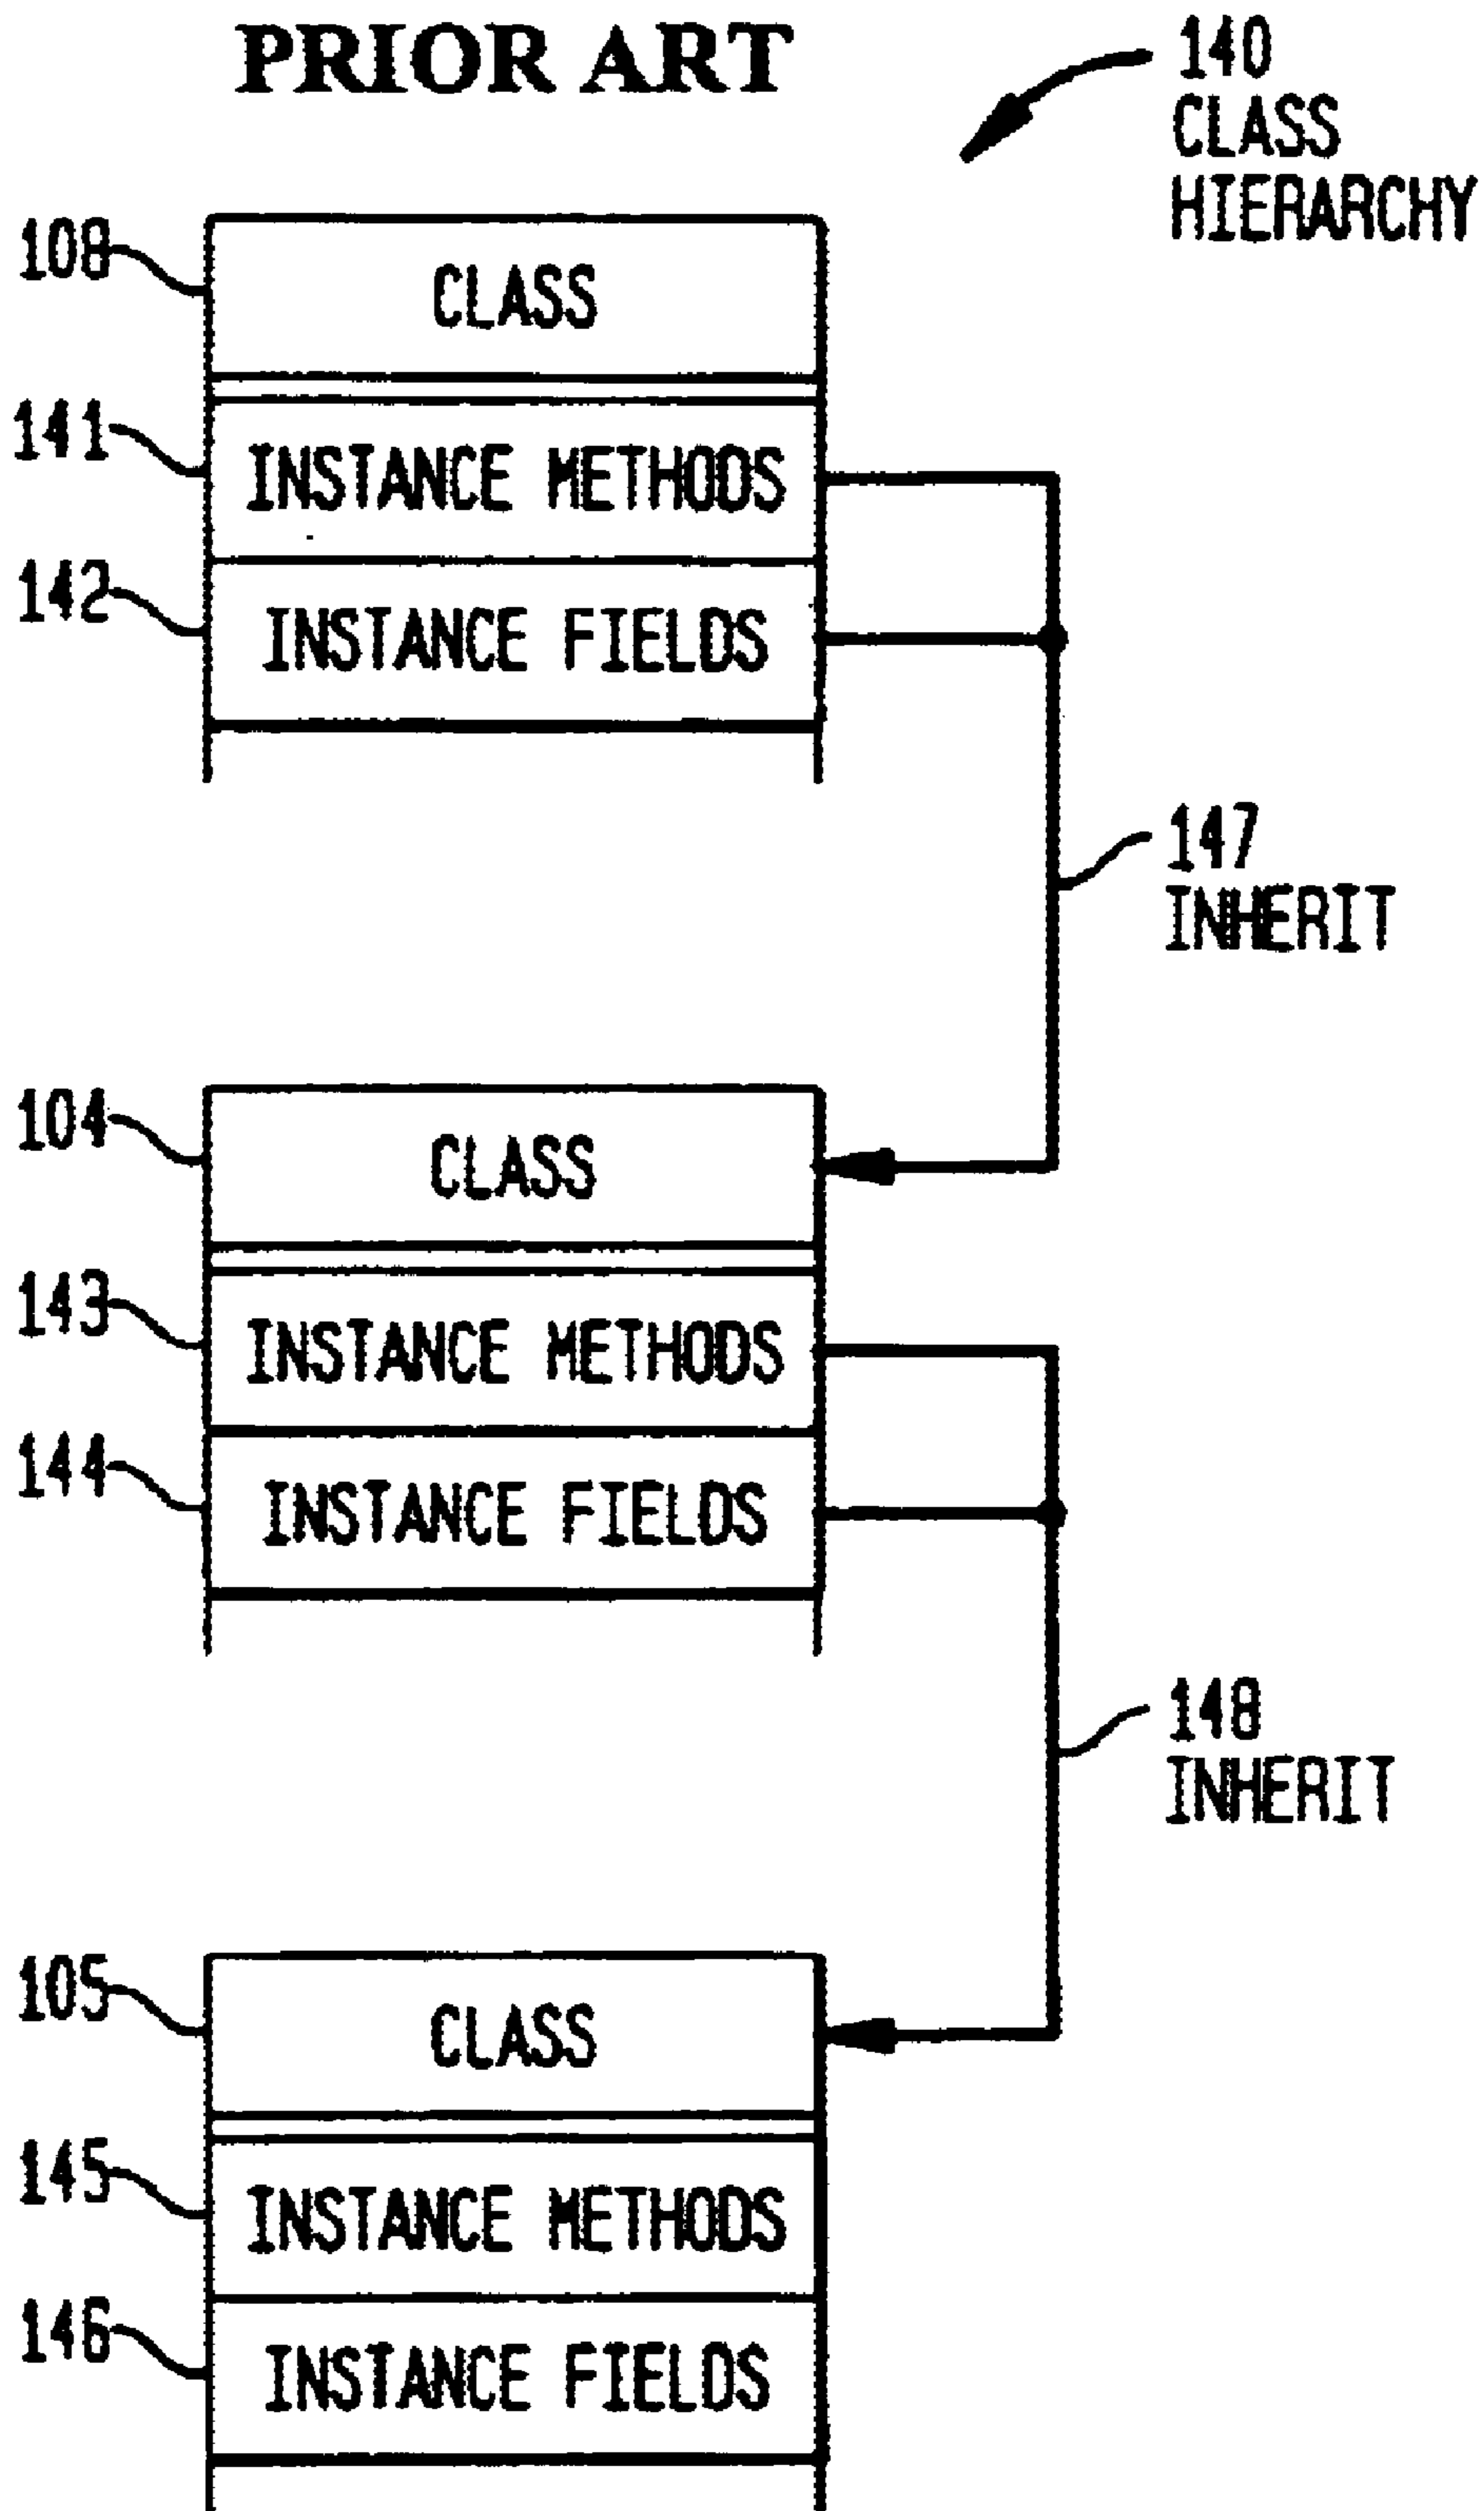 PRIOR ART
140
CLASS
HIERARCHY
108
CLASS
141
INSTANCE METHODS
142
INSTANCE FIELDS
147
INHERIT
104
CLASS
143
INSTANCE METHODS
144
INSTANCE FIELDS
148
INHERIT
105
CLASS
145
INSTANCE METHODS
146
INSTANCE FIELDS